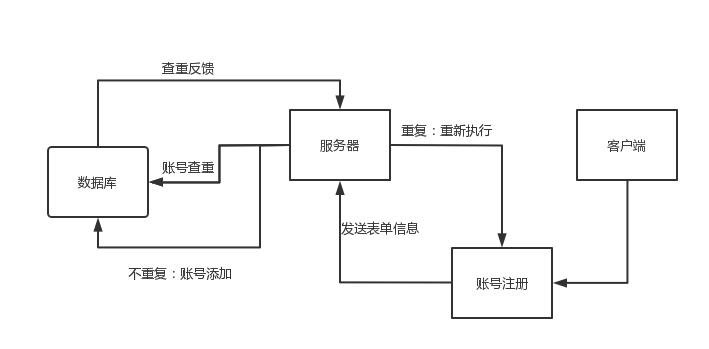 查重反馈
重复：重新执行
服务器
客户端
账号查重
数据库
发送表单信息
不重复：账号添加
账号注册